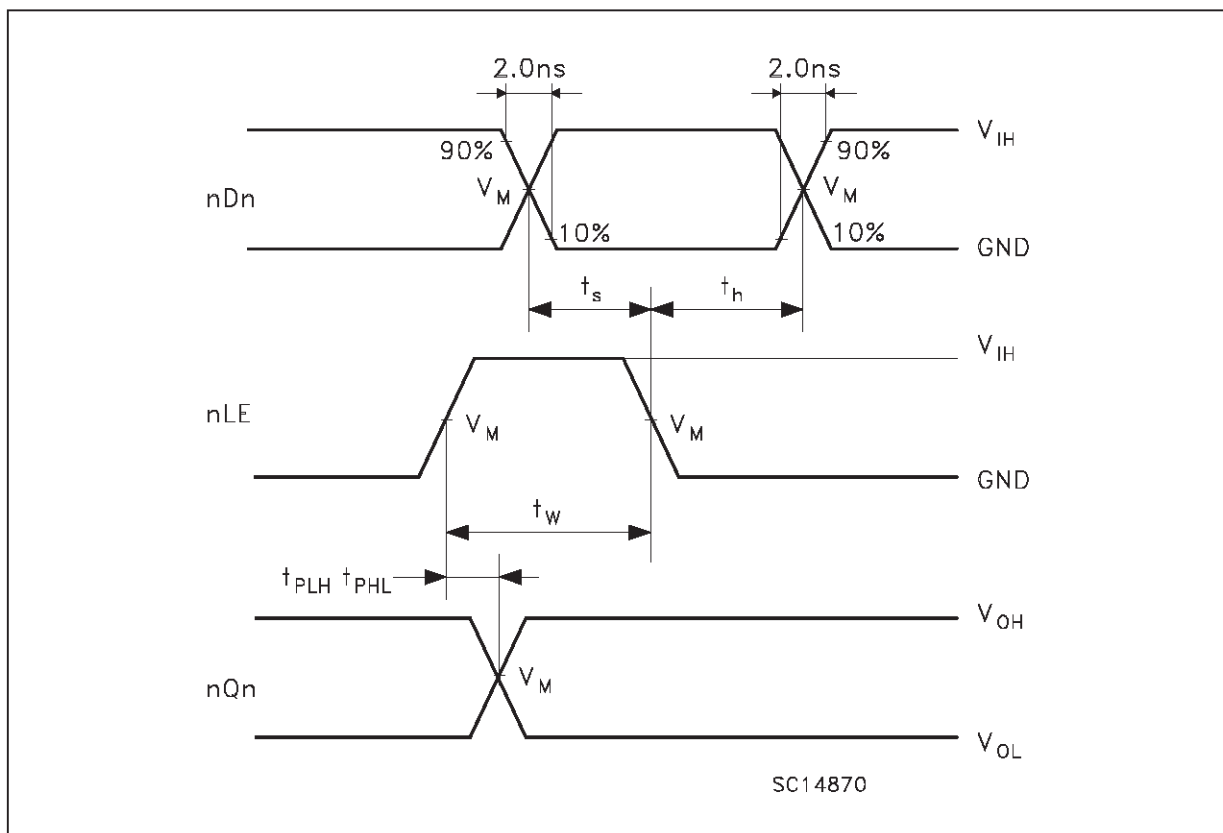 2.0ns 2.0ns
V_IH
90% 90%
nDn V_M V_M
10% 10%
GND
t_s t_h
V_IH
nLE V_M V_M
GND
t_W
t_PLH t_PHL
V_OH
nQn V_M
V_OL
SC14870